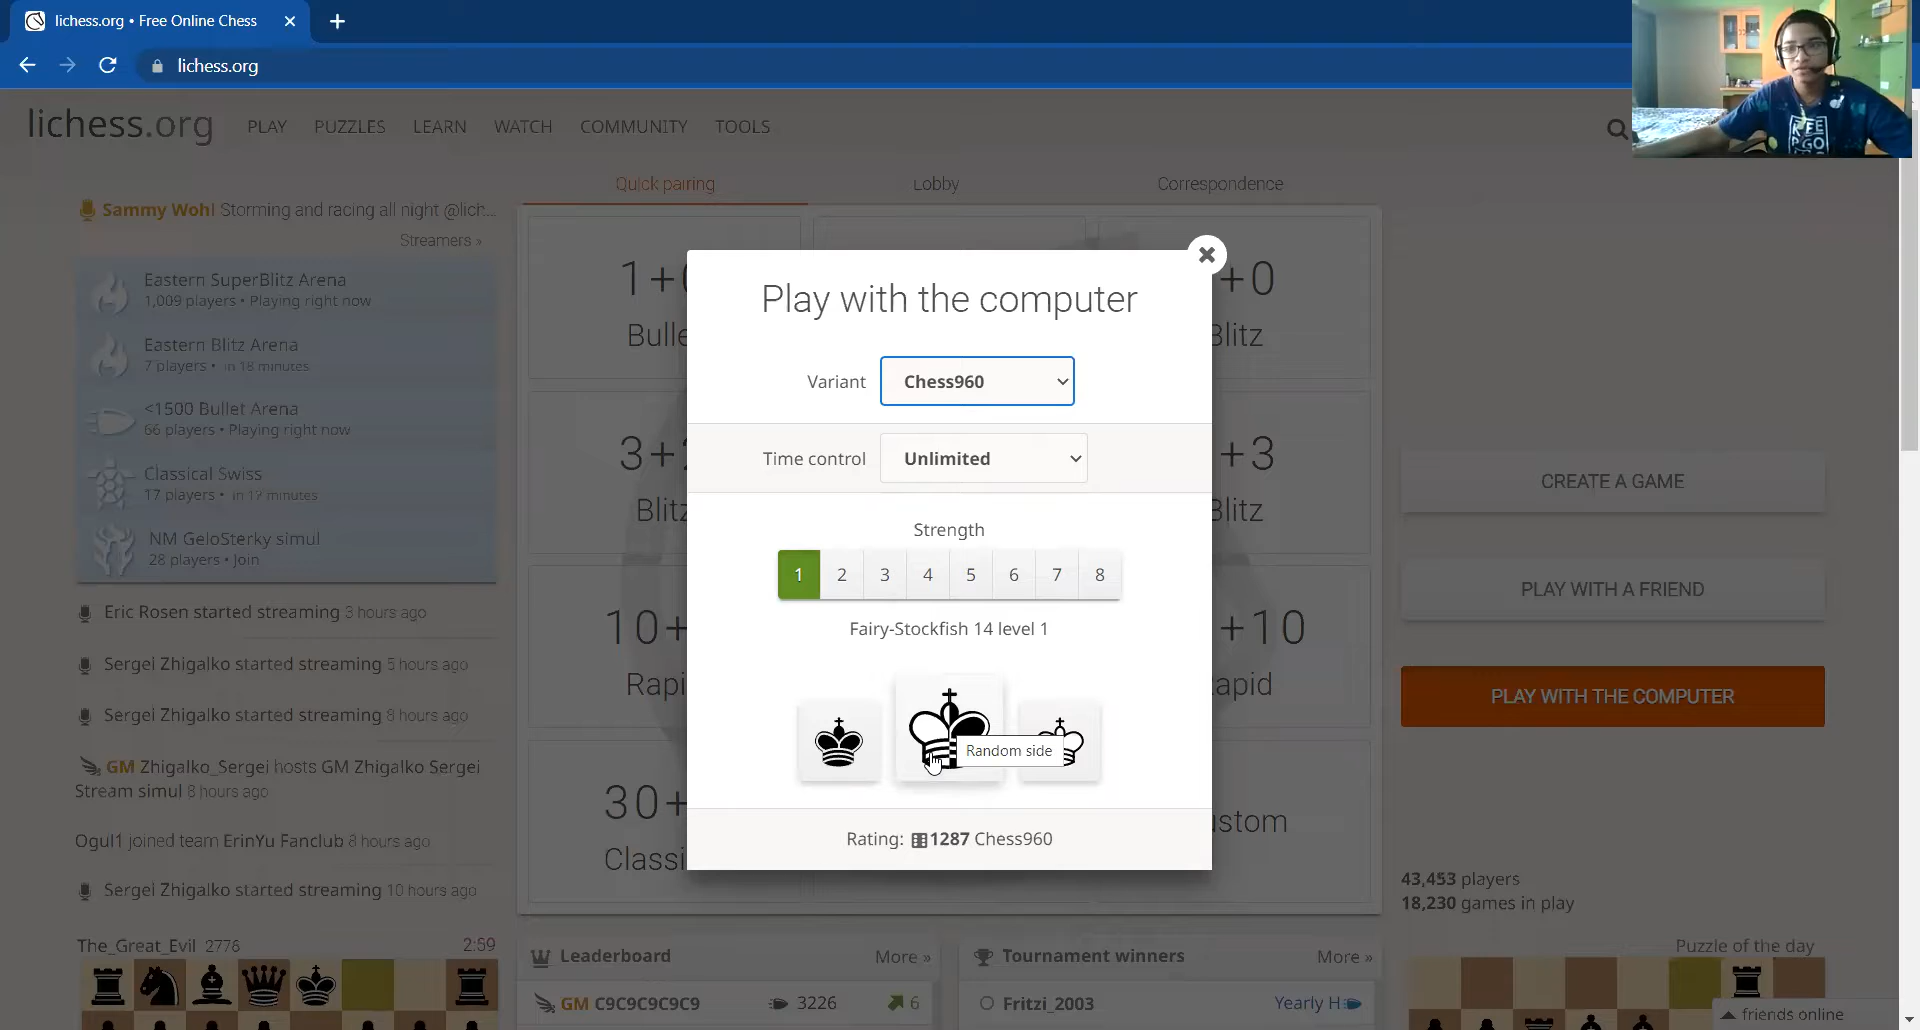 lichess.org • Free Online Chess
lichess.org
lichess.org PLAY PUZZLES LEARN WATCH COMMUNITY TOOLS
Quick pairing Lobby Correspondence
Sammy Wohl Storming and racing all night @lich...
Streamers »
Eastern SuperBlitz Arena
1,009 players • Playing right now
Eastern Blitz Arena
7 players • in 18 minutes
<1500 Bullet Arena
66 players • Playing right now
Classical Swiss
17 players • in 12 minutes
NM GeloSterky simul
28 players • Join
Eric Rosen started streaming 3 hours ago
Sergei Zhigalko started streaming 5 hours ago
Sergei Zhigalko started streaming 8 hours ago
GM Zhigalko_Sergei hosts GM Zhigalko Sergei
Stream simul 8 hours ago
Ogul1 joined team ErinYu Fanclub 8 hours ago
Sergei Zhigalko started streaming 10 hours ago
The_Great_Evil 2776 2:59
1+
Bulle
+0
Blitz
3+2
Blitz
+3
Blitz
10+
Rapi
+10
Rapid
30+
Classi
ustom
Play with the computer
Variant Chess960
Time control Unlimited
Strength
1 2 3 4 5 6 7 8
Fairy-Stockfish 14 level 1
Random side
Rating: 1287 Chess960
CREATE A GAME
PLAY WITH A FRIEND
PLAY WITH THE COMPUTER
43,453 players
18,230 games in play
Leaderboard More »
GM C9C9C9C9C9 3226 6
Tournament winners More »
Fritzi_2003 Yearly H
Puzzle of the day
friends online